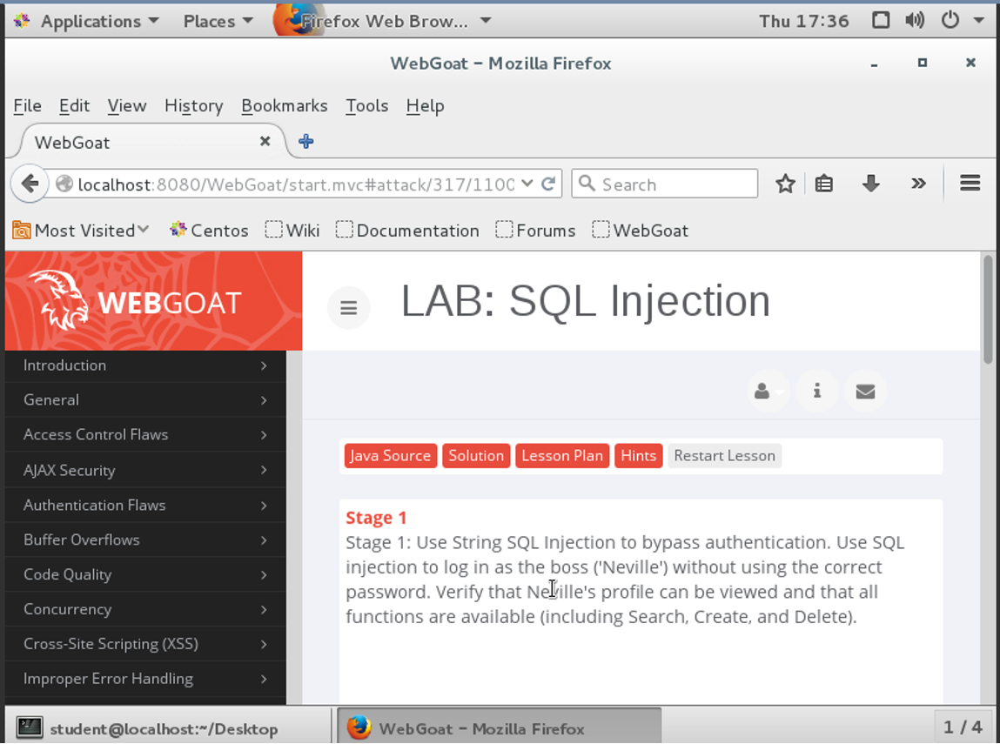 Applications Places Firefox Web Brow... Thu 17:36
WebGoat – Mozilla Firefox
File Edit View History Bookmarks Tools Help
WebGoat
localhost:8080/WebGoat/start.mvc#attack/317/1100 Search
Most Visited Centos Wiki Documentation Forums WebGoat
WEBGOAT
LAB: SQL Injection
Introduction
General
Access Control Flaws
AJAX Security
Authentication Flaws
Buffer Overflows
Code Quality
Concurrency
Cross-Site Scripting (XSS)
Improper Error Handling
Java Source Solution Lesson Plan Hints Restart Lesson
Stage 1
Stage 1: Use String SQL Injection to bypass authentication. Use SQL
injection to log in as the boss ('Neville') without using the correct
password. Verify that Neville's profile can be viewed and that all
functions are available (including Search, Create, and Delete).
student@localhost:~/Desktop WebGoat – Mozilla Firefox 1 / 4